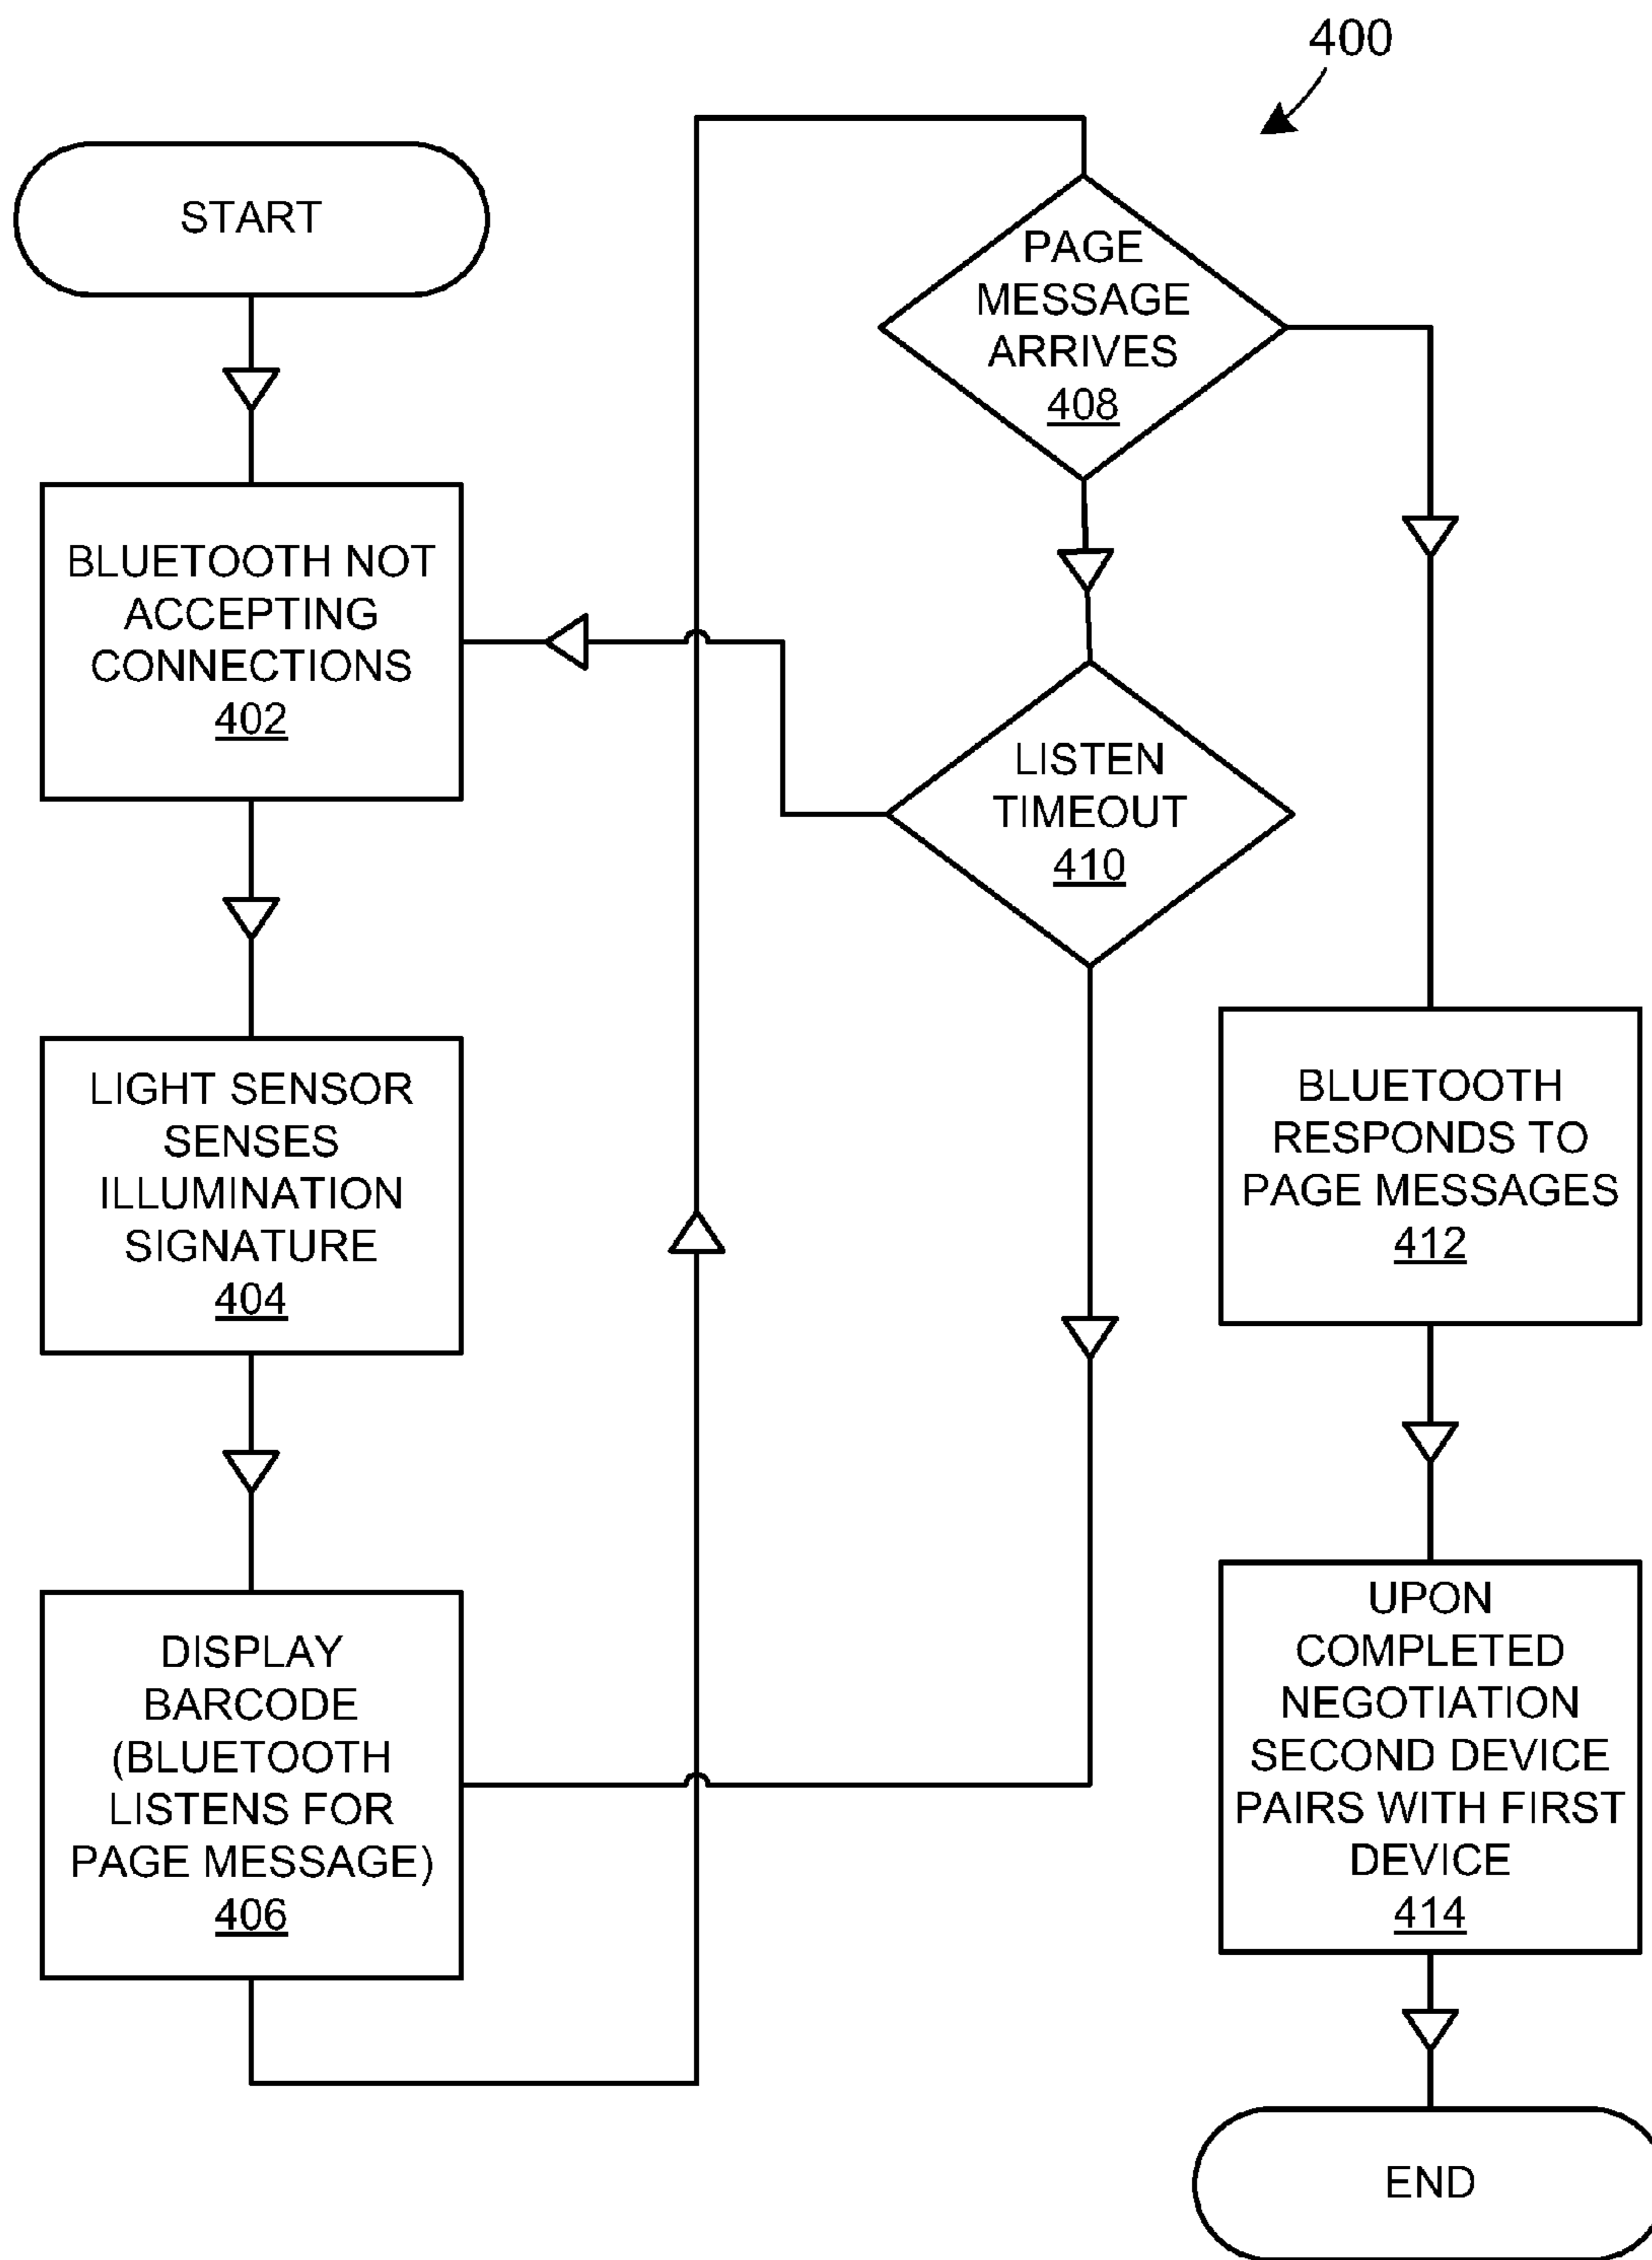 400
START
BLUETOOTH NOT
ACCEPTING
CONNECTIONS
402
LIGHT SENSOR
SENSES
ILLUMINATION
SIGNATURE
404
DISPLAY
BARCODE
(BLUETOOTH
LISTENS FOR
PAGE MESSAGE)
406
PAGE
MESSAGE
ARRIVES
408
LISTEN
TIMEOUT
410
BLUETOOTH
RESPONDS TO
PAGE MESSAGES
412
UPON
COMPLETED
NEGOTIATION
SECOND DEVICE
PAIRS WITH FIRST
DEVICE
414
END